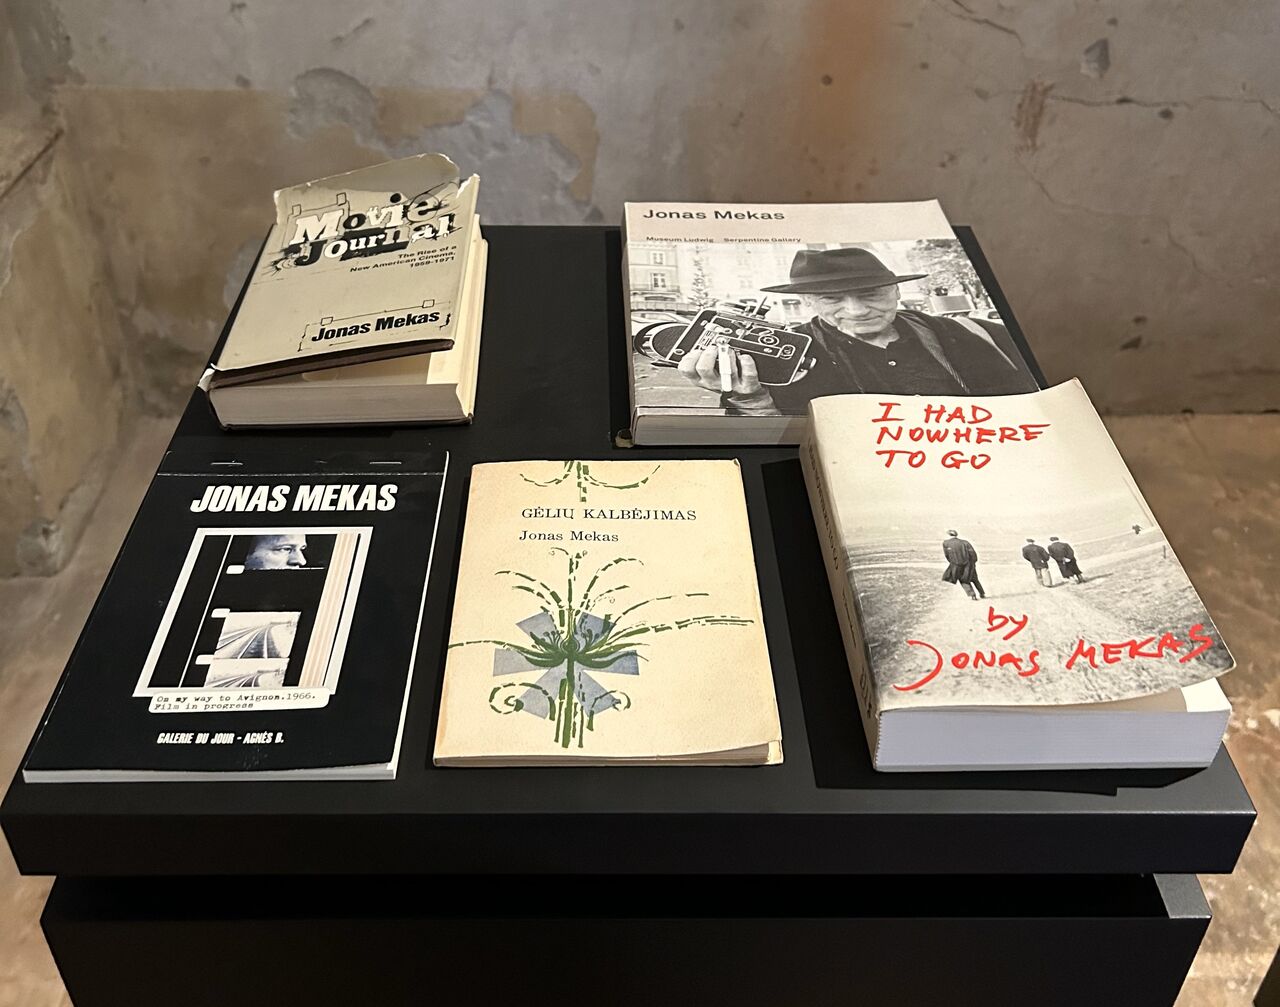 Movie
Journal
The Rise of a
New American Cinema,
1959-1971
Jonas Mekas
Jonas Mekas
Museum Ludwig Serpentine Gallery
I HAD
NOWHERE
TO GO
by
JONAS MEKAS
JONAS MEKAS
On my way to Avignon.1966.
Film in progress
GALERIE DU JOUR - AGNÈS B.
GĖLIŲ KALBĖJIMAS
Jonas Mekas